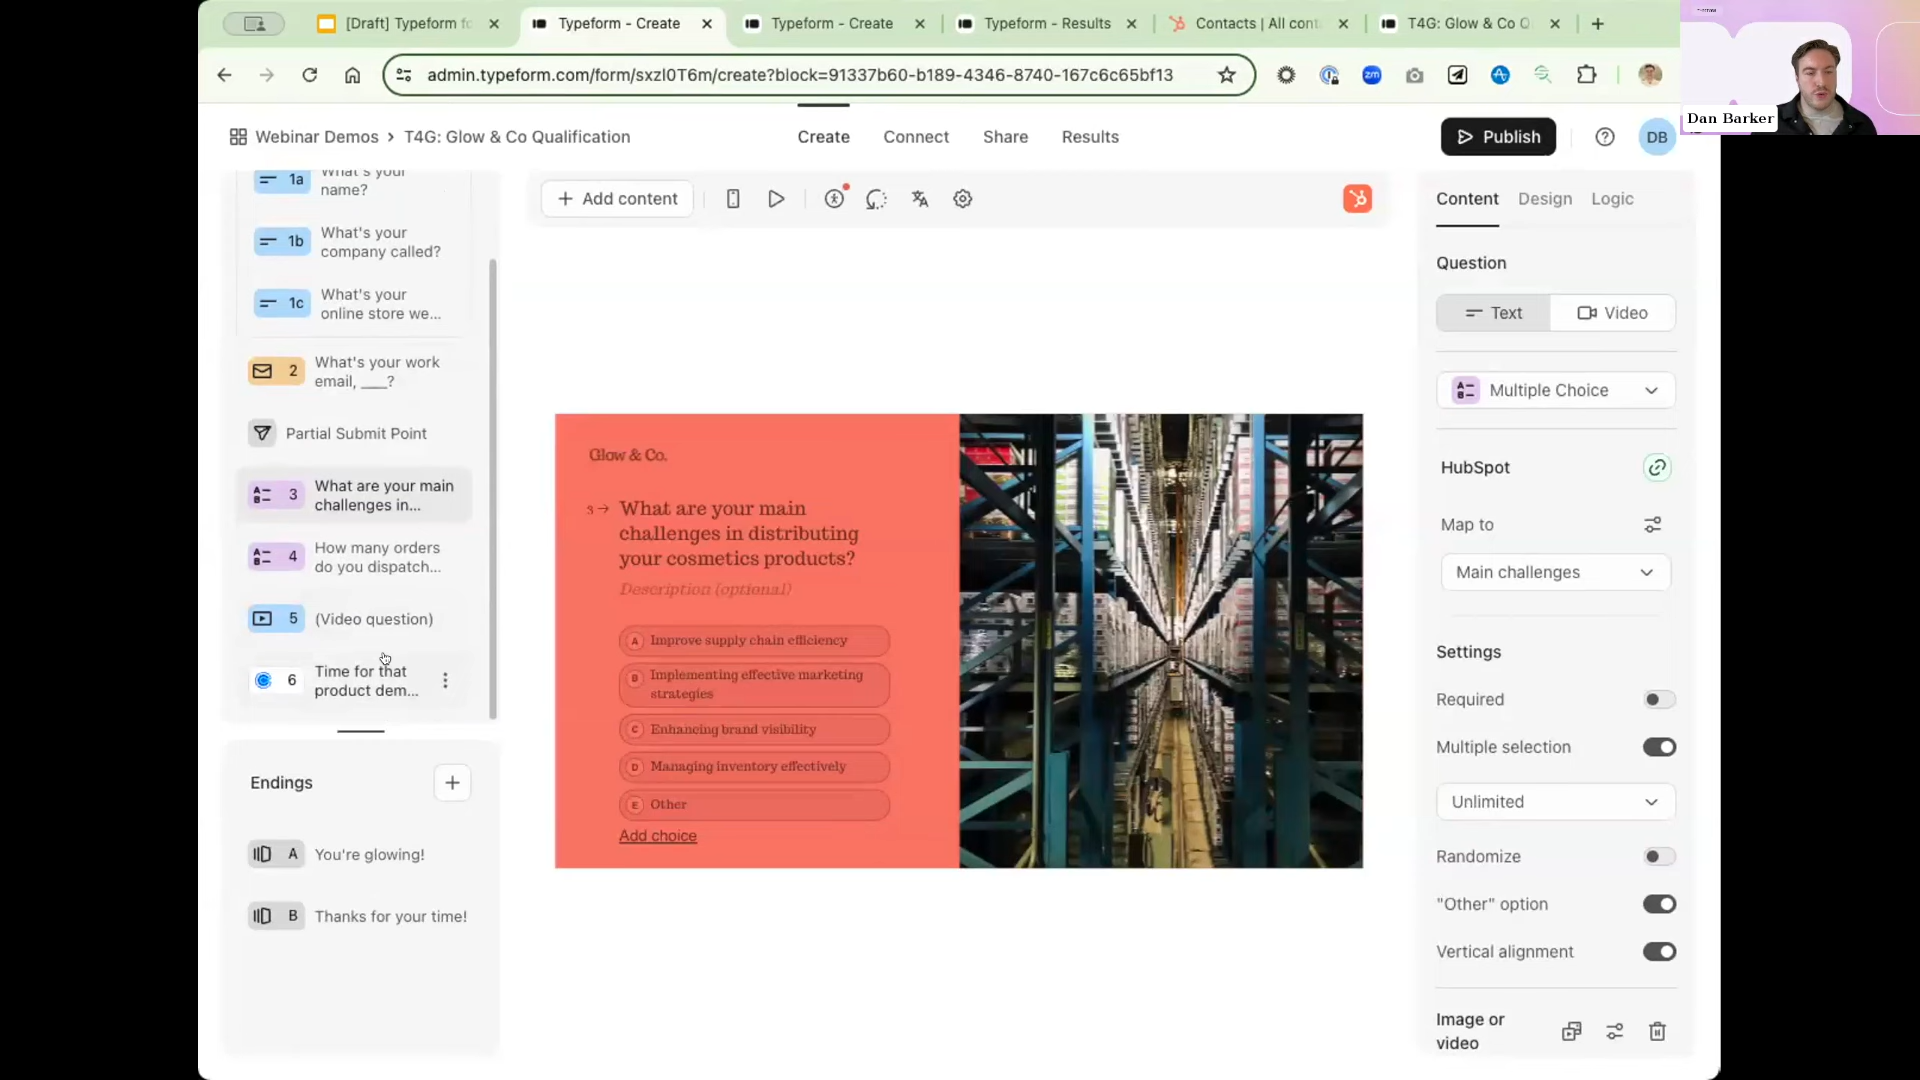 [Draft] Typeform fo
Typeform - Create
Typeform - Create
Typeform - Results
Contacts | All cont
T4G: Glow & Co Q
admin.typeform.com/form/sxzl0T6m/create?block=91337b60-b189-4346-8740-167c6c65bf13
zm
Dan Barker
Webinar Demos
T4G: Glow & Co Qualification
Create
Connect
Share
Results
Publish
DB
1a
What's your
name?
1b
What's your
company called?
1c
What's your
online store we...
2
What's your work
email, ____?
Partial Submit Point
3
What are your main
challenges in...
4
How many orders
do you dispatch...
5
(Video question)
6
Time for that
product dem...
Endings
A
You're glowing!
B
Thanks for your time!
Add content
Glow & Co.
3
What are your main
challenges in distributing
your cosmetics products?
Description (optional)
A
Improve supply chain efficiency
B
Implementing effective marketing
strategies
C
Enhancing brand visibility
D
Managing inventory effectively
E
Other
Add choice
Content
Design
Logic
Question
Text
Video
Multiple Choice
HubSpot
Map to
Main challenges
Settings
Required
Multiple selection
Unlimited
Randomize
"Other" option
Vertical alignment
Image or
video